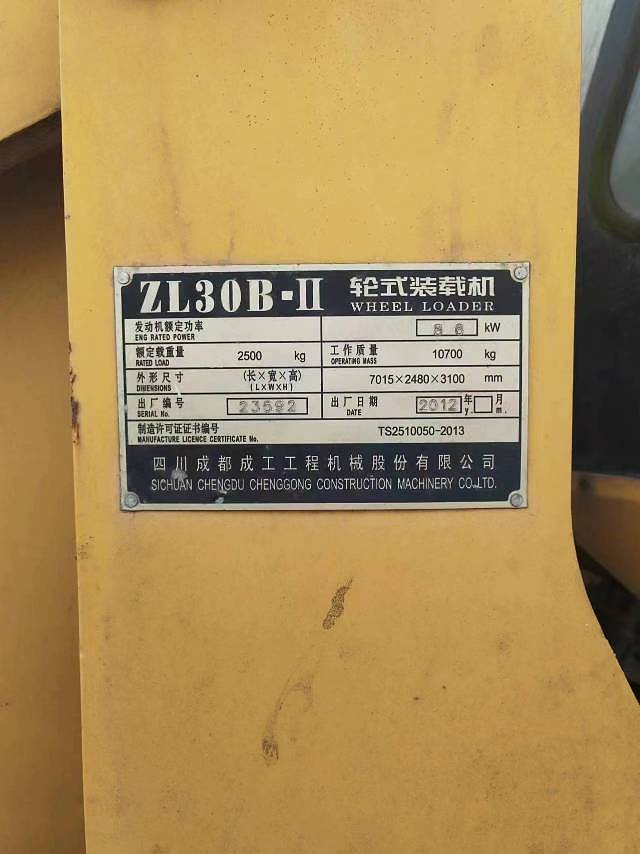 ZL30B-II 轮式装载机
WHEEL LOADER
发动机额定功率 86 kW
ENG RATED POWER
额定载重量 2500 kg 工作质量 10700 kg
RATED LOAD OPERATING MASS
外形尺寸 (长×宽×高) 7015×2480×3100 mm
DIMENSIONS (L×W×H)
出厂编号 23592 出厂日期 2012 年 月
SERIAL No. DATE y. m.
制造许可证证书编号 TS2510050-2013
MANUFACTURE LICENCE CERTIFICATE No.
四川成都成工工程机械股份有限公司
SICHUAN CHENGDU CHENGGONG CONSTRUCTION MACHINERY CO.,LTD.